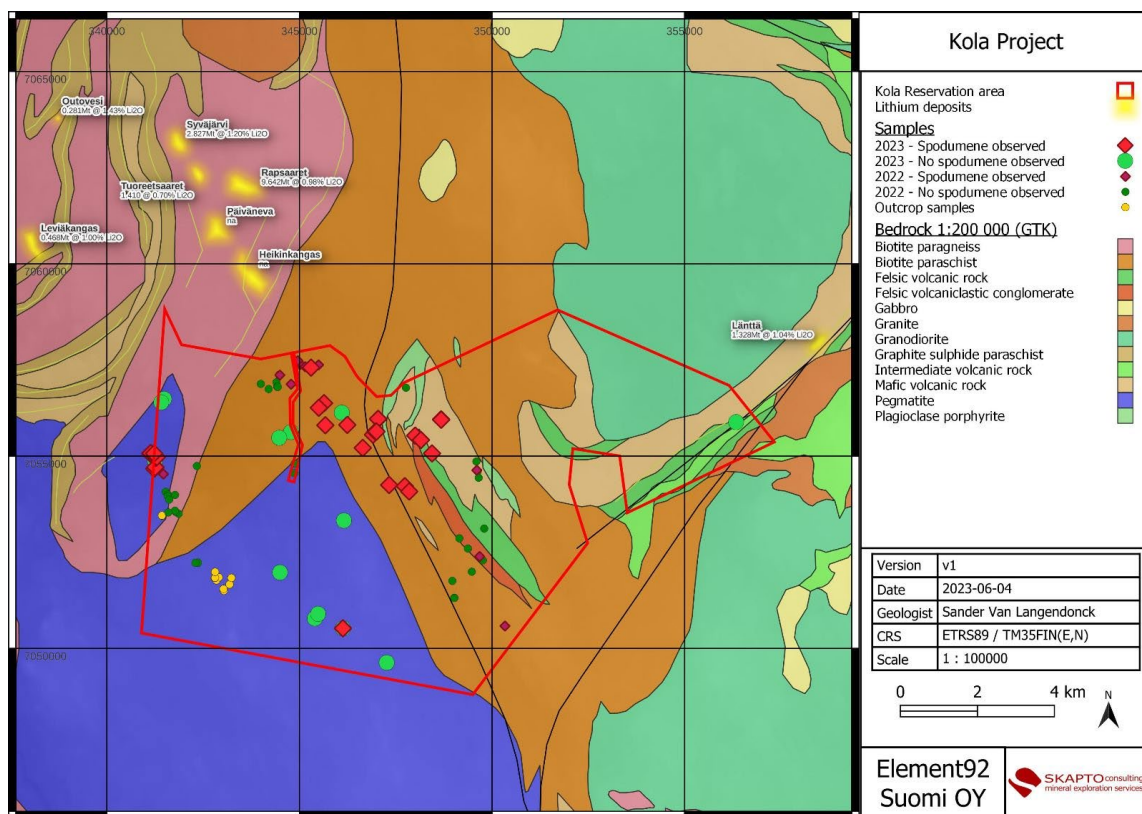 340000
345000
350000
355000
7065000
Outovesi
0.281Mt @ 1.43% Li2O
Syväjärvi
2.827Mt @ 1.20% Li2O
Tuoreetsaaret
1.410 @ 0.70% Li2O
Rapsaaret
9.642Mt @ 0.98% Li2O
Päiväneva
na
Leviäkangas
0.468Mt @ 1.00% Li2O
Heikinkangas
na
7060000
Länttä
1.328Mt @ 1.04% Li2O
7055000
7050000
Kola Project
Kola Reservation area
Lithium deposits
Samples
2023 - Spodumene observed
2023 - No spodumene observed
2022 - Spodumene observed
2022 - No spodumene observed
Outcrop samples
Bedrock 1:200 000 (GTK)
Biotite paragneiss
Biotite paraschist
Felsic volcanic rock
Felsic volcaniclastic conglomerate
Gabbro
Granite
Granodiorite
Graphite sulphide paraschist
Intermediate volcanic rock
Mafic volcanic rock
Pegmatite
Plagioclase porphyrite
Version v1
Date 2023-06-04
Geologist Sander Van Langendonck
CRS ETRS89 / TM35FIN(E,N)
Scale 1 : 100000
0 2 4 km
N
Element92
Suomi OY
SKAPTO consulting
mineral exploration services